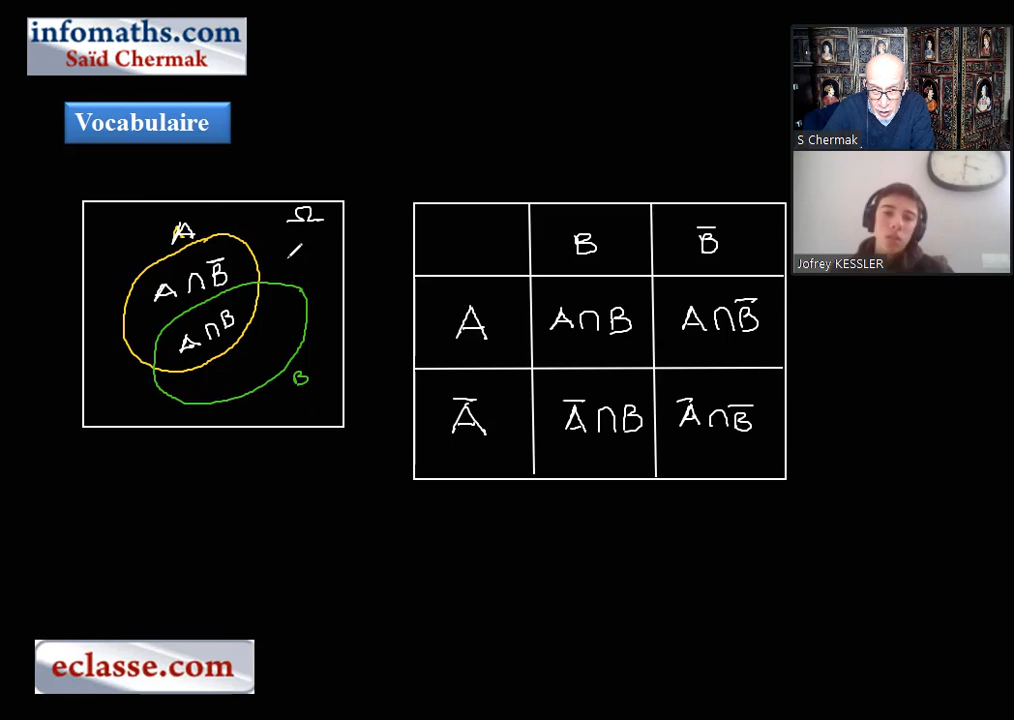 infomaths.com
Saïd Chermak
Vocabulaire
S Chermak
Jofrey KESSLER
A
Ω
A ∩ B̅
A ∩ B
B
B B̅
A A ∩ B A ∩ B̅
A̅ A̅ ∩ B A̅ ∩ B̅
eclasse.com